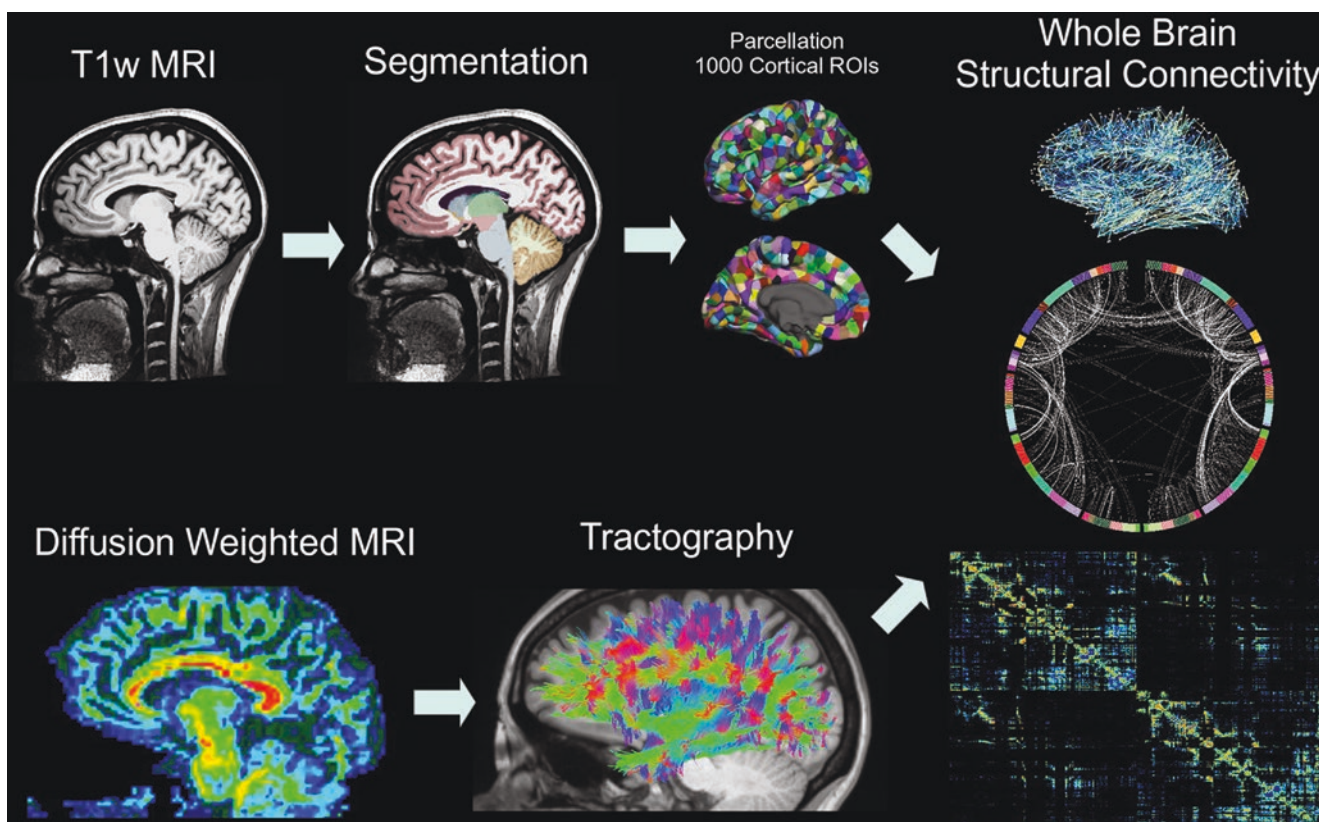 T1w MRI
Segmentation
Parcellation
1000 Cortical ROIs
Whole Brain
Structural Connectivity
Diffusion Weighted MRI
Tractography